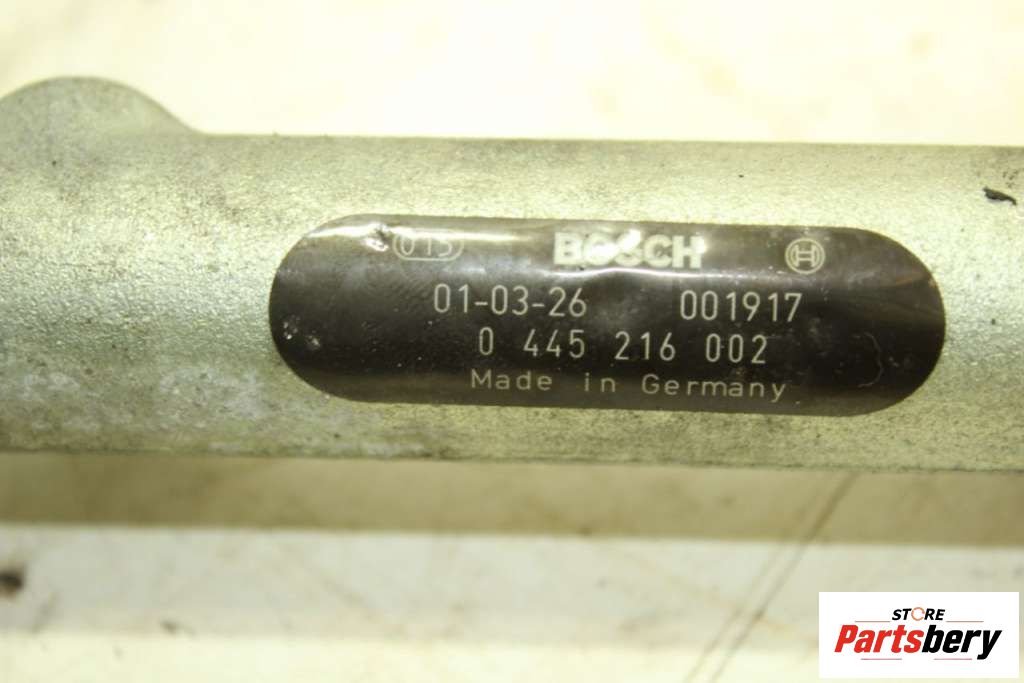 015 BOSCH H
01-03-26 001917
0 445 216 002
Made in Germany
STORE
Partsbery